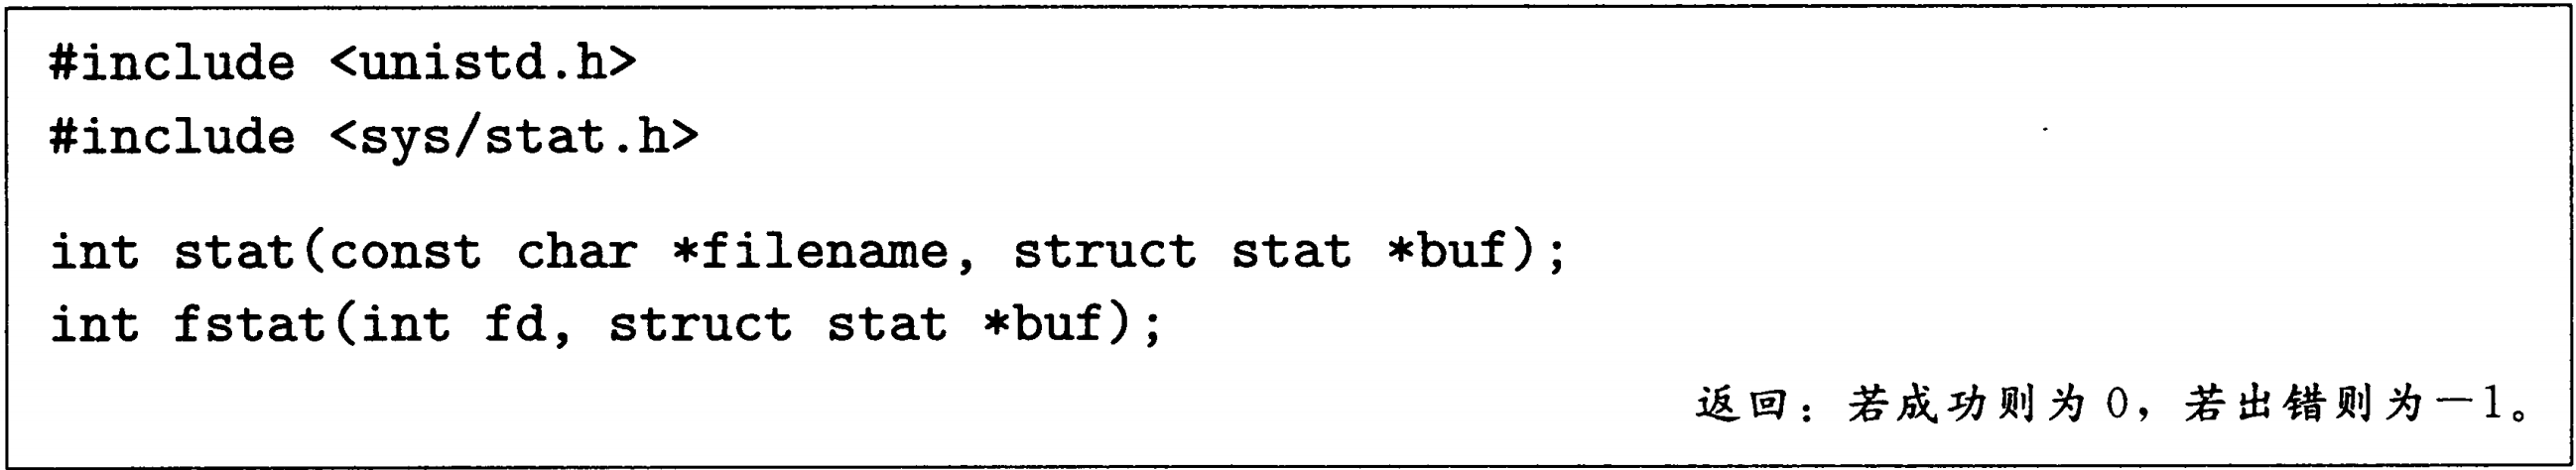 #include <unistd.h>
#include <sys/stat.h>
int stat(const char *filename, struct stat *buf);
int fstat(int fd, struct stat *buf);
返回：若成功则为 0，若出错则为－1。